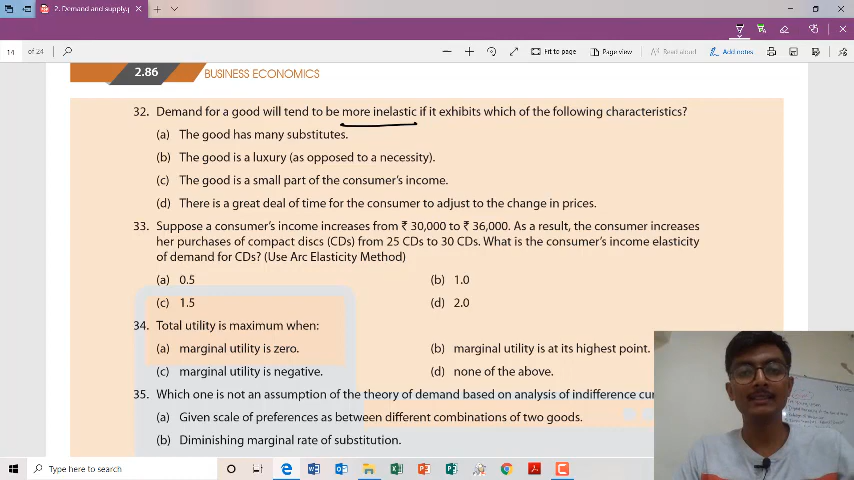 2. Demand and supply.p
14 of 24
Fit to page
Page view
Read aloud
Add notes
2.86 BUSINESS ECONOMICS
32. Demand for a good will tend to be more inelastic if it exhibits which of the following characteristics?
(a) The good has many substitutes.
(b) The good is a luxury (as opposed to a necessity).
(c) The good is a small part of the consumer's income.
(d) There is a great deal of time for the consumer to adjust to the change in prices.
33. Suppose a consumer's income increases from ₹ 30,000 to ₹ 36,000. As a result, the consumer increases
her purchases of compact discs (CDs) from 25 CDs to 30 CDs. What is the consumer's income elasticity
of demand for CDs? (Use Arc Elasticity Method)
(a) 0.5 (b) 1.0
(c) 1.5 (d) 2.0
34. Total utility is maximum when:
(a) marginal utility is zero. (b) marginal utility is at its highest point.
(c) marginal utility is negative. (d) none of the above.
35. Which one is not an assumption of the theory of demand based on analysis of indifference cur
(a) Given scale of preferences as between different combinations of two goods.
(b) Diminishing marginal rate of substitution.
Type here to search